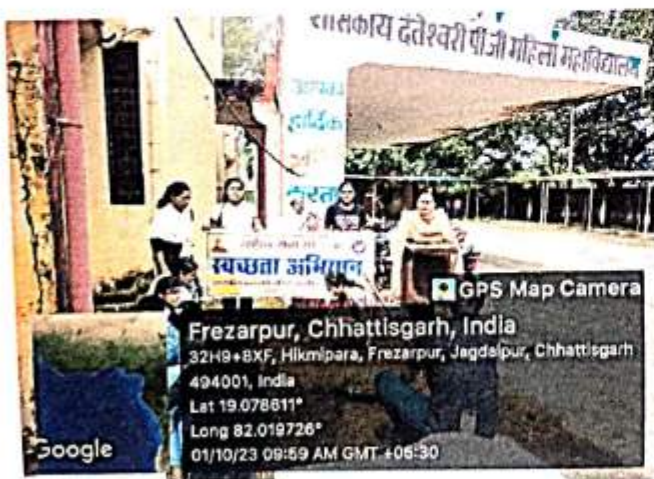 शासकीय दंतेश्वरी पीजी महिला महाविद्यालय
आपका
हार्दिक
करता
स्वच्छता अभियान
GPS Map Camera
Frezarpur, Chhattisgarh, India
32H9+8XF, Hikmipara, Frezarpur, Jagdalpur, Chhattisgarh
494001, India
Lat 19.078611°
Long 82.019726°
01/10/23 09:59 AM GMT +05:30
Google